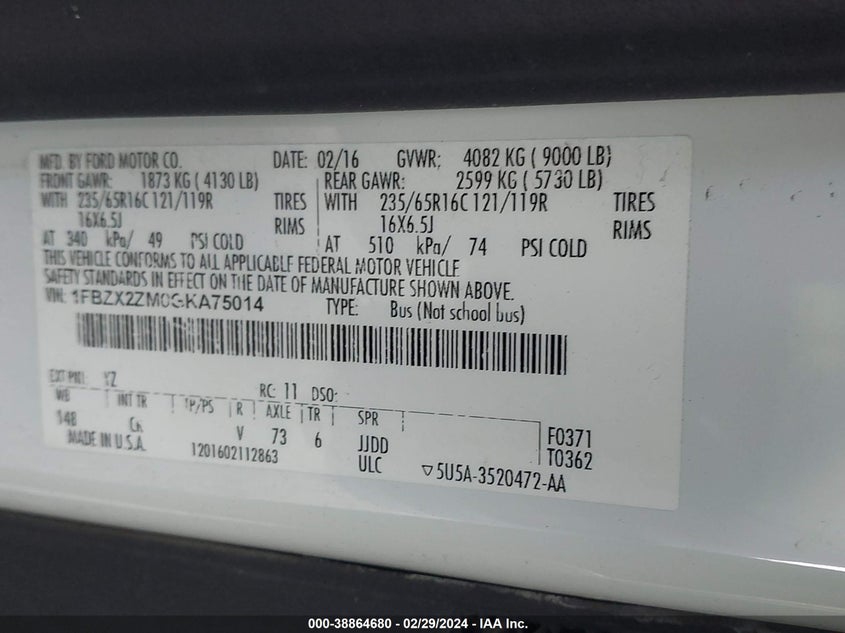 MFD. BY FORD MOTOR CO. DATE: 02/16 GVWR: 4082 KG ( 9000 LB)
FRONT GAWR: 1873 KG ( 4130 LB) REAR GAWR: 2599 KG ( 5730 LB)
WITH 235/65R16C 121/119R TIRES WITH 235/65R16C 121/119R TIRES
16X6.5J RIMS 16X6.5J RIMS
AT 340 kPa/ 49 PSI COLD AT 510 kPa/ 74 PSI COLD
THIS VEHICLE CONFORMS TO ALL APPLICABLE FEDERAL MOTOR VEHICLE
SAFETY STANDARDS IN EFFECT ON THE DATE OF MANUFACTURE SHOWN ABOVE.
VIN: 1FBZX2ZM0GKA75014 TYPE: Bus (Not school bus)
EXT PNT: YZ RC: 11 DSO:
WB INT TR TP/PS R AXLE TR SPR
148 CK V 73 6 JJDD F0371
MADE IN U.S.A. 1201602112863 ULC T0362
▽5U5A-3520472-AA
000-38864680 - 02/29/2024 - IAA Inc.